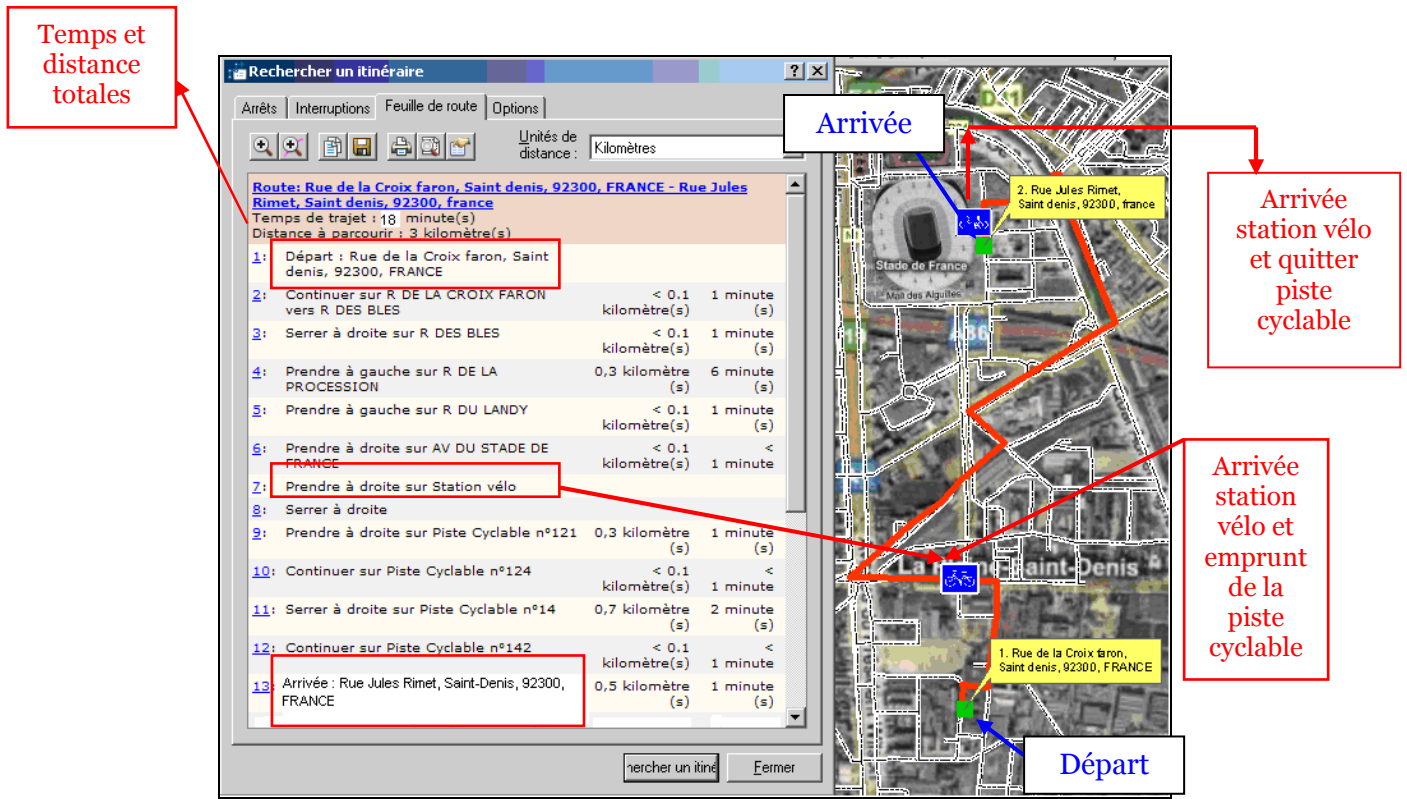 Temps et
distance
totales
Rechercher un itinéraire
Arrêts
Interruptions
Feuille de route
Options
Unités de
distance :
Kilomètres
Route: Rue de la Croix faron, Saint denis, 92300, FRANCE - Rue Jules
Rimet, Saint denis, 92300, france
Temps de trajet : 18 minute(s)
Distance à parcourir : 3 kilomètre(s)
1: Départ : Rue de la Croix faron, Saint
denis, 92300, FRANCE
2: Continuer sur R DE LA CROIX FARON < 0.1 1 minute
vers R DES BLES kilomètre(s) (s)
3: Serrer à droite sur R DES BLES < 0.1 1 minute
kilomètre(s) (s)
4: Prendre à gauche sur R DE LA 0,3 kilomètre 6 minute
PROCESSION (s) (s)
5: Prendre à gauche sur R DU LANDY < 0.1 1 minute
kilomètre(s) (s)
6: Prendre à droite sur AV DU STADE DE < 0.1 <
FRANCE kilomètre(s) 1 minute
7: Prendre à droite sur Station vélo
8: Serrer à droite
9: Prendre à droite sur Piste Cyclable nº121 0,3 kilomètre 1 minute
(s) (s)
10: Continuer sur Piste Cyclable nº124 < 0.1 <
kilomètre(s) 1 minute
11: Serrer à droite sur Piste Cyclable nº14 0,7 kilomètre 2 minute
(s) (s)
12: Continuer sur Piste Cyclable nº142 < 0.1 <
kilomètre(s) 1 minute
13: Arrivée : Rue Jules Rimet, Saint-Denis, 92300, 0,5 kilomètre 1 minute
FRANCE (s) (s)
hercher un itiné
Fermer
Arrivée
2. Rue Jules Rimet,
Saint denis, 92300, france
Stade de France
Mail des Aiguilles
A86
Saint-Denis
1. Rue de la Croix faron,
Saint denis, 92300, FRANCE
Départ
Arrivée
station vélo
et quitter
piste
cyclable
Arrivée
station
vélo et
emprunt
de la
piste
cyclable